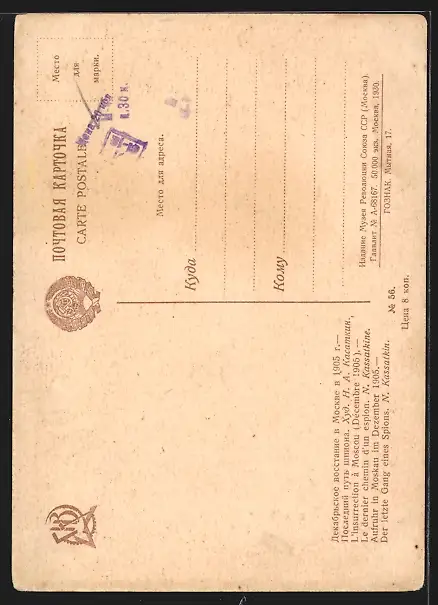 ПОЧТОВАЯ КАРТОЧКА
CARTE POSTALE
Место
для
марки.
1.30 к.
Место для адреса.
Куда
Кому
Издание Музея Революции Союза ССР (Москва).
Главлит № А-68167. 50.000 экз. Москва, 1930.
ГОЗНАК. Мытная, 17.
Декабрьское восстание в Москве в 1905 г.—
Последний путь шпиона. Худ. Н. А. Касаткин.
L'insurrection à Moscou (Décembre 1905).—
Le dernier chemin d'un espion. N. Kassatkine.
Aufruhr in Moskau im Dezember 1905.—
Der letzte Gang eines Spions. N. Kassatkin.
№ 56.
Цена 8 коп.